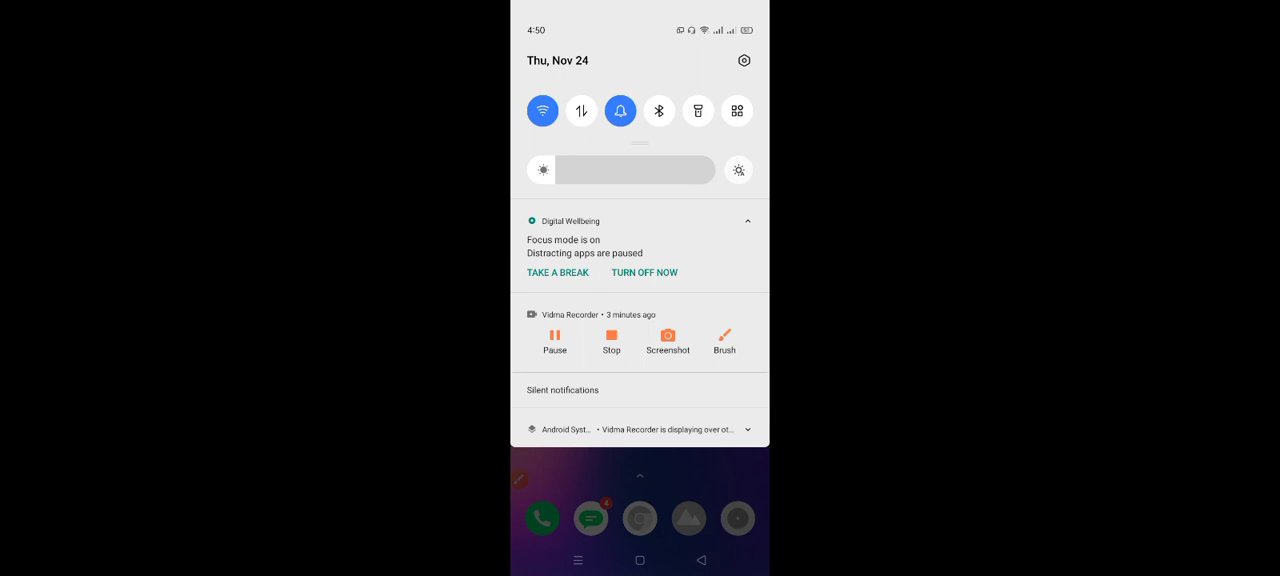 4:50
Thu, Nov 24
Digital Wellbeing
Focus mode is on
Distracting apps are paused
TAKE A BREAK TURN OFF NOW
Vidma Recorder • 3 minutes ago
Pause Stop Screenshot Brush
Silent notifications
Android Syst... • Vidma Recorder is displaying over ot...
4